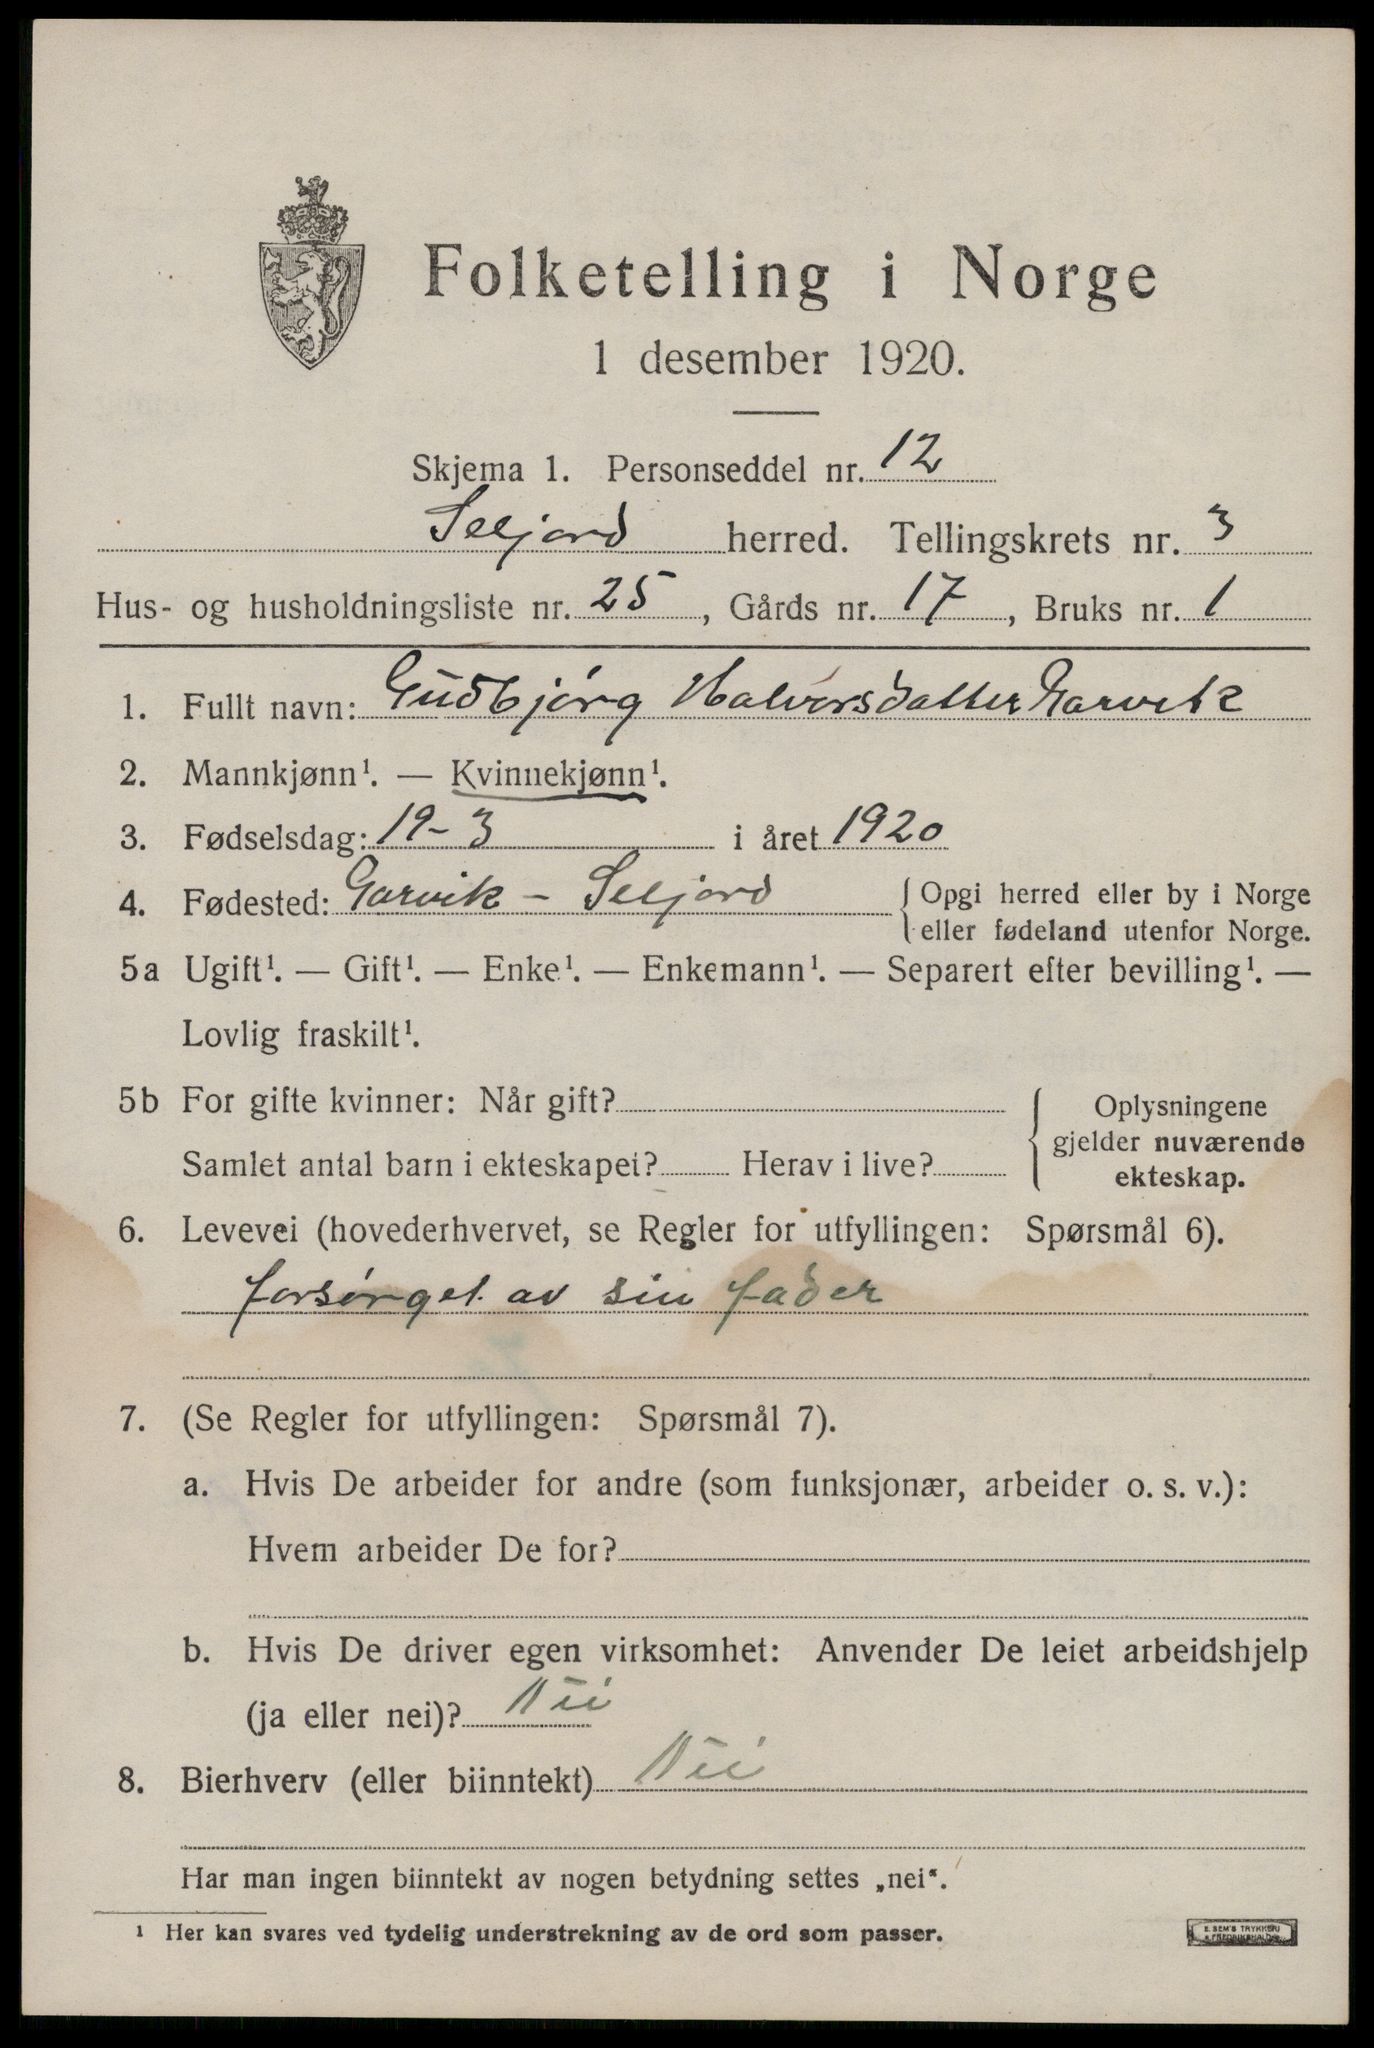 Folketelling i Norge
1 desember 1920.
Skjema 1. Personseddel nr. 12
Seljord herred. Tellingskrets nr. 3
Hus- og husholdningsliste nr. 25, Gårds nr. 17, Bruks nr. 1
1. Fullt navn: Gudbjörg Halvorsdatter Garvik
2. Mannkjønn¹. — Kvinnekjønn¹.
3. Fødselsdag: 19-3 i året 1920
4. Fødested: Garvik - Seljord { Opgi herred eller by i Norge
eller fødeland utenfor Norge.
5a Ugift¹. — Gift¹. — Enke¹. — Enkemann¹. — Separert efter bevilling¹. —
Lovlig fraskilt¹.
5b For gifte kvinner: Når gift?
Samlet antal barn i ekteskapet? Herav i live?
{ Oplysningene
gjelder nuværende
ekteskap.
6. Levevei (hovederhvervet, se Regler for utfyllingen: Spørsmål 6).
forsörget av sin fader
7. (Se Regler for utfyllingen: Spørsmål 7).
a. Hvis De arbeider for andre (som funksjonær, arbeider o. s. v.):
Hvem arbeider De for?
b. Hvis De driver egen virksomhet: Anvender De leiet arbeidshjelp
(ja eller nei)? Nei
8. Bierhverv (eller biinntekt) Nei
Har man ingen biinntekt av nogen betydning settes „nei“.
¹ Her kan svares ved tydelig understrekning av de ord som passer.
E. SEM'S TRYKKERI
FREDRIKSHALD